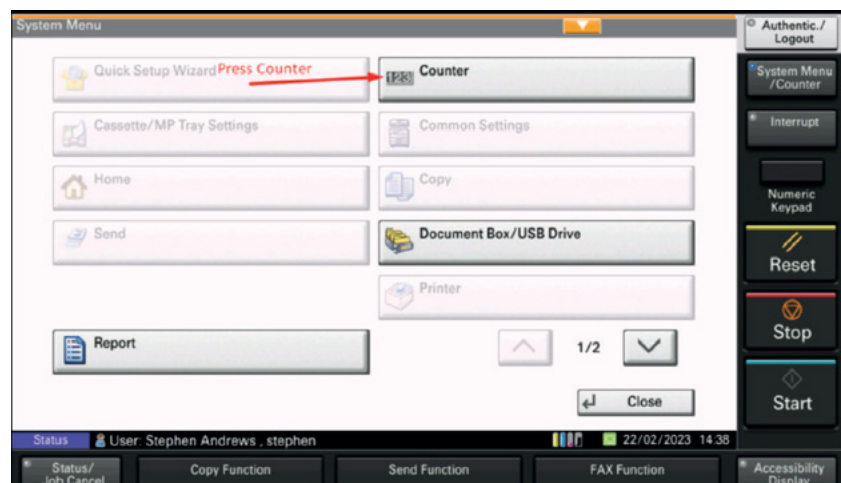 System Menu
Authentic./
Logout
Quick Setup Wizard
Press Counter
123
Counter
System Menu
/Counter
Cassette/MP Tray Settings
Common Settings
Interrupt
Home
Copy
Numeric
Keypad
Send
Document Box/USB Drive
Reset
Printer
Report
1/2
Stop
Close
Start
Status
User: Stephen Andrews , stephen
22/02/2023 14:38
Status/
Job Cancel
Copy Function
Send Function
FAX Function
Accessibility
Display